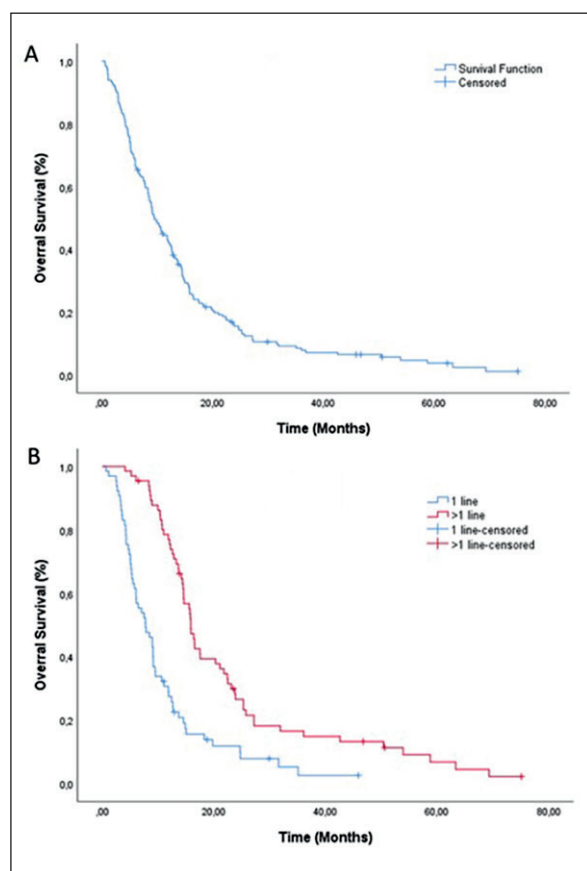 A
1,0
0,8
0,6
0,4
0,2
0,0
Overral Survival (%)
Survival Function
Censored
,00
20,00
40,00
60,00
80,00
Time (Months)
B
1,0
0,8
0,6
0,4
0,2
0,0
Overral Survival (%)
1 line
>1 line
1 line-censored
>1 line-censored
,00
20,00
40,00
60,00
80,00
Time (Months)